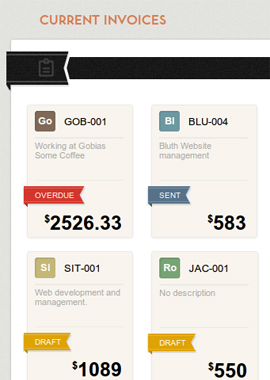 CURRENT INVOICES
Go GOB-001
Working at Gobias
Some Coffee
OVERDUE
$2526.33
Bl BLU-004
Bluth Website
management
SENT
$583
Si SIT-001
Web development and
management.
DRAFT
$1089
Ro JAC-001
No description
DRAFT
$550